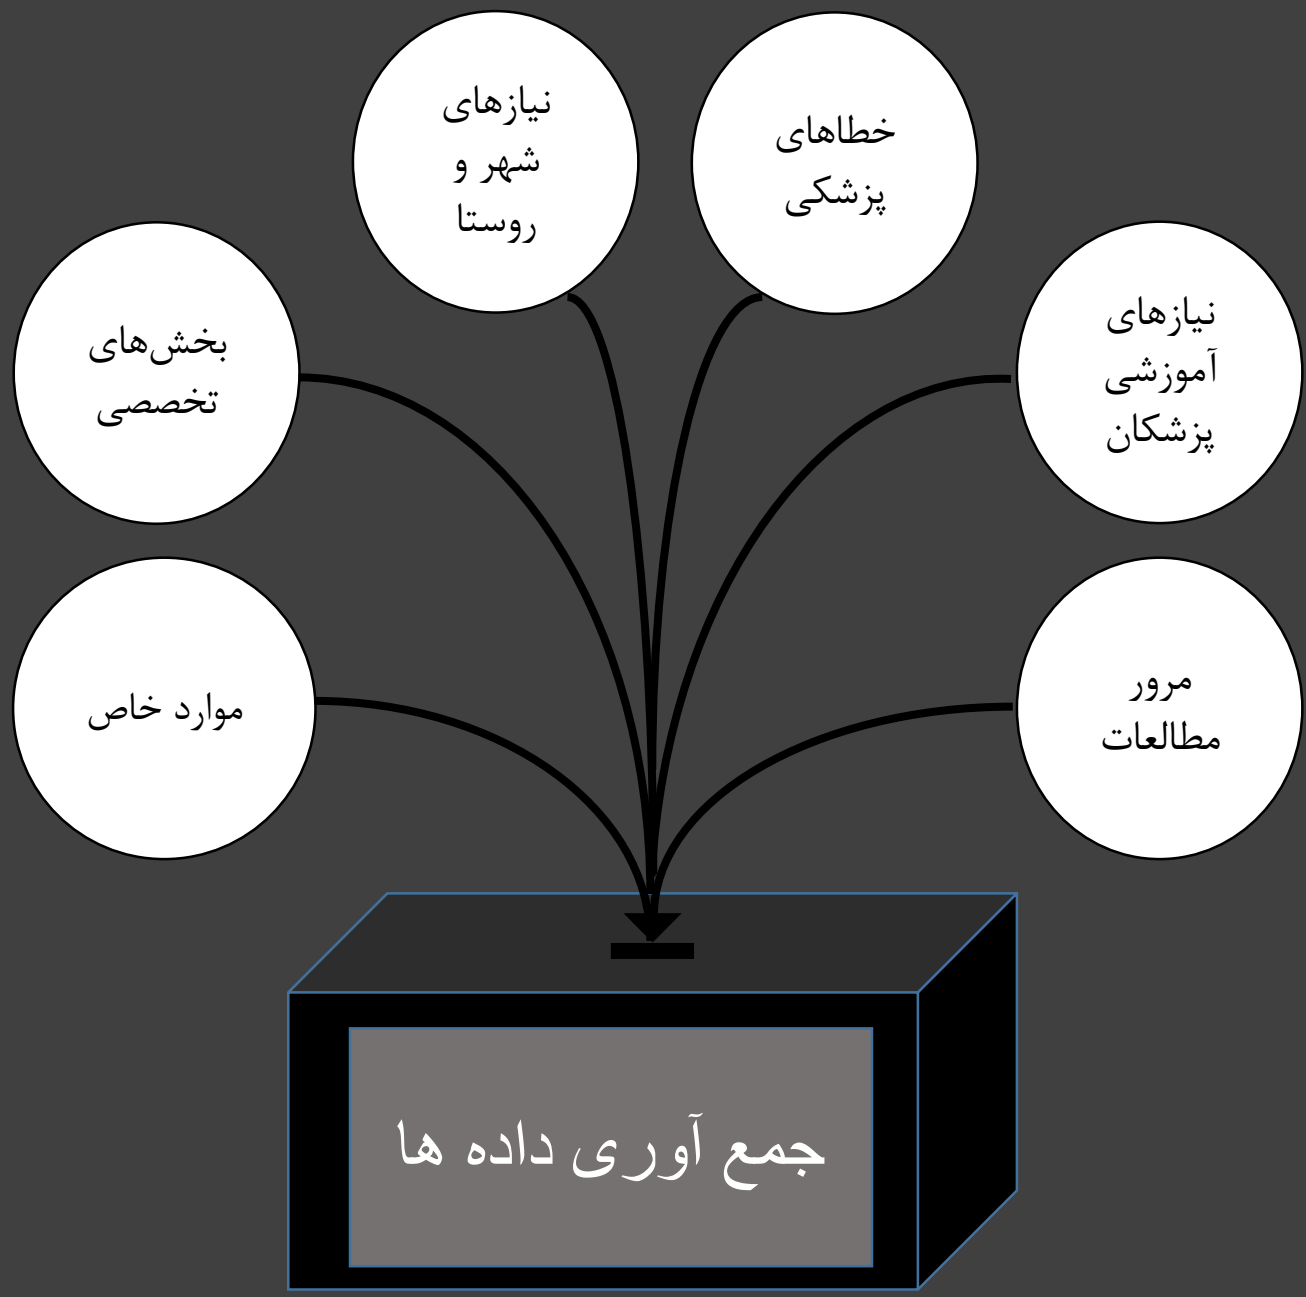 نیازهای
شهر و
روستا
خطاهای
پزشکی
بخش‌های
تخصصی
نیازهای
آموزشی
پزشکان
موارد خاص
مرور
مطالعات
جمع آوری داده ها